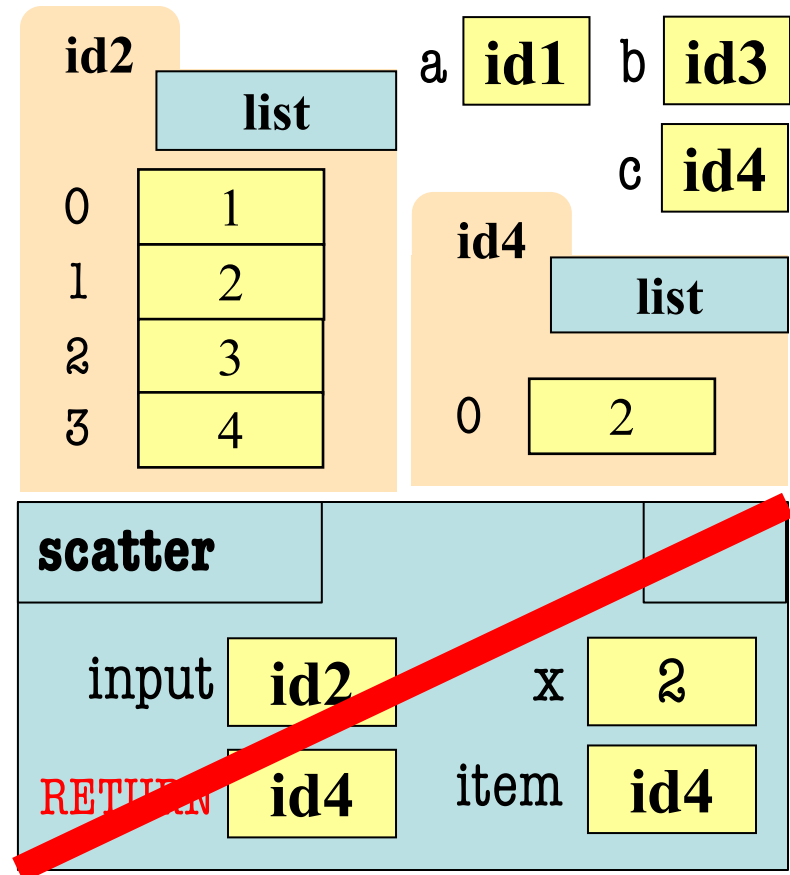 id2
list
0 1
1 2
2 3
3 4
a id1 b id3
c id4
id4
list
0 2
scatter
input id2 x 2
RETURN id4 item id4